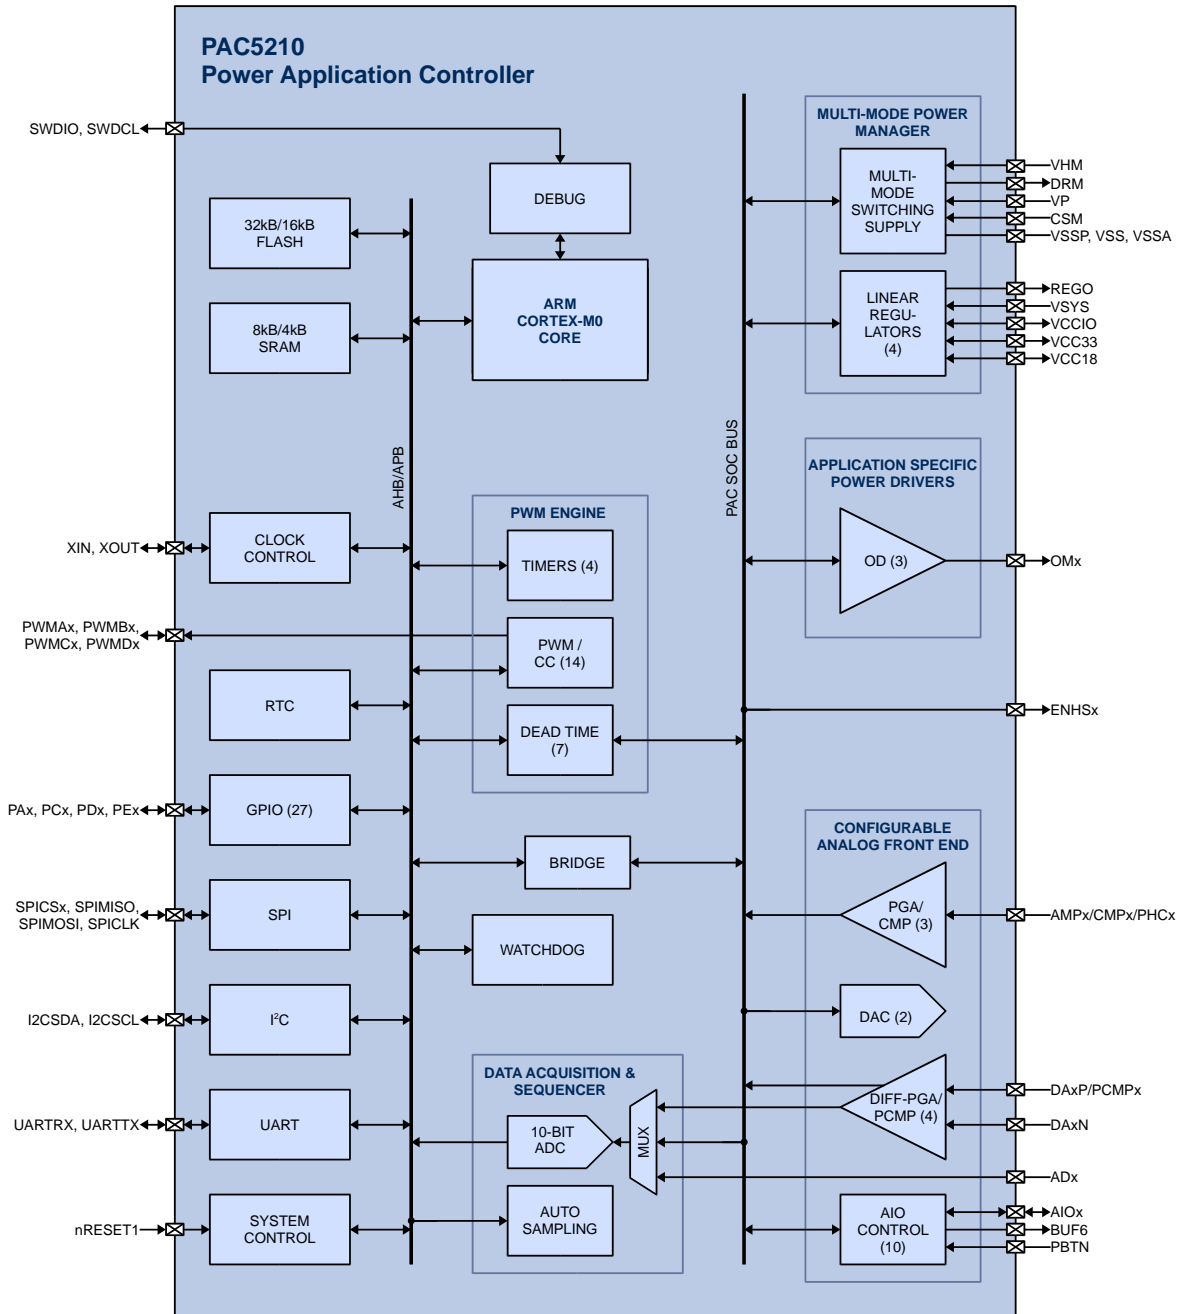 PAC5210
Power Application Controller
SWDIO, SWDCL
DEBUG
32kB/16kB
FLASH
ARM
CORTEX-M0
CORE
8kB/4kB
SRAM
AHB/APB
PAC SOC BUS
MULTI-MODE POWER
MANAGER
MULTI-
MODE
SWITCHING
SUPPLY
VHM
DRM
VP
CSM
VSSP, VSS, VSSA
LINEAR
REGU-
LATORS
(4)
REGO
VSYS
VCCIO
VCC33
VCC18
APPLICATION SPECIFIC
POWER DRIVERS
OD (3)
OMx
XIN, XOUT
CLOCK
CONTROL
PWM ENGINE
TIMERS (4)
PWMAx, PWMBx,
PWMCx, PWMDx
PWM /
CC (14)
RTC
DEAD TIME
(7)
ENHSx
PAx, PCx, PDx, PEx
GPIO (27)
BRIDGE
CONFIGURABLE
ANALOG FRONT END
PGA/
CMP (3)
AMPx/CMPx/PHCx
SPICSx, SPIMISO,
SPIMOSI, SPICLK
SPI
WATCHDOG
I2CSDA, I2CSCL
I²C
DAC (2)
DATA ACQUISITION &
SEQUENCER
DIFF-PGA/
PCMP (4)
DAxP/PCMPx
DAxN
UARTRX, UARTTX
UART
10-BIT
ADC
MUX
ADx
nRESET1
SYSTEM
CONTROL
AUTO
SAMPLING
AIO
CONTROL
(10)
AIOx
BUF6
PBTN